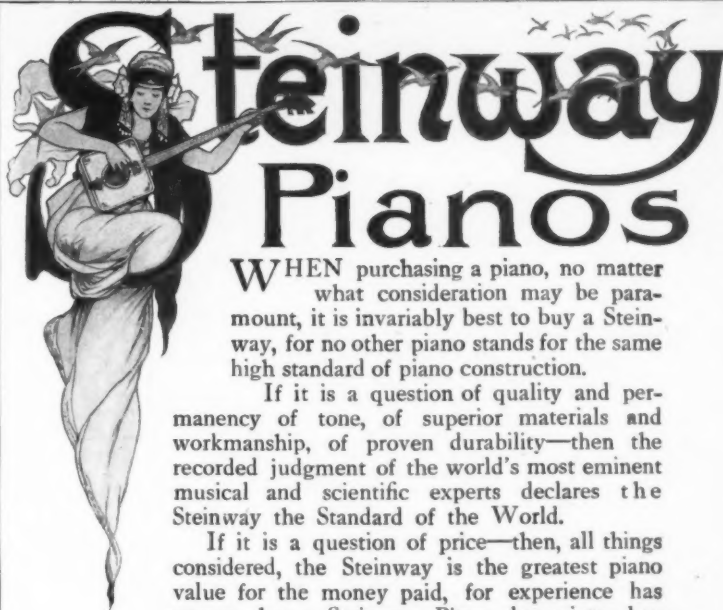 Steinway
Pianos
WHEN purchasing a piano, no matter
what consideration may be para-
mount, it is invariably best to buy a Stein-
way, for no other piano stands for the same
high standard of piano construction.
If it is a question of quality and per-
manency of tone, of superior materials and
workmanship, of proven durability—then the
recorded judgment of the world's most eminent
musical and scientific experts declares the
Steinway the Standard of the World.
If it is a question of price—then, all things
considered, the Steinway is the greatest piano
value for the money paid, for experience has